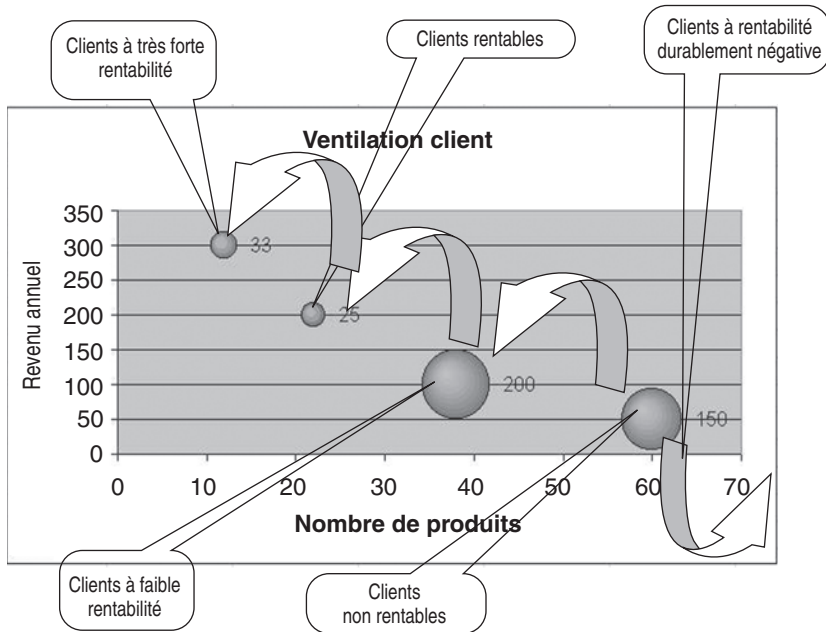 Clients à très forte
rentabilité
Clients rentables
Clients à rentabilité
durablement négative
Ventilation client
Revenu annuel
350
300
250
200
150
100
50
0
33
25
200
150
0 10 20 30 40 50 60 70
Nombre de produits
Clients à faible
rentabilité
Clients
non rentables